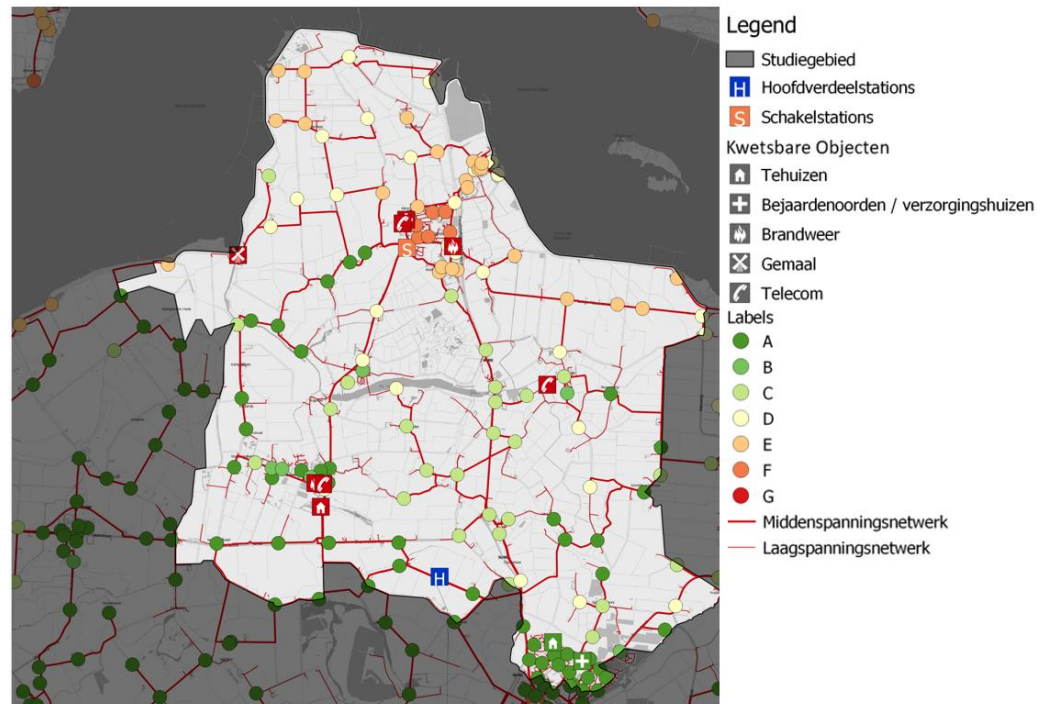 Legend
Studiegebied
H Hoofdverdeelstations
S Schakelstations
Kwetsbare Objecten
Tehuizen
Bejaardenoorden / verzorgingshuizen
Brandweer
Gemaal
Telecom
Labels
A
B
C
D
E
F
G
Middenspanningsnetwerk
Laagspanningsnetwerk
S
H